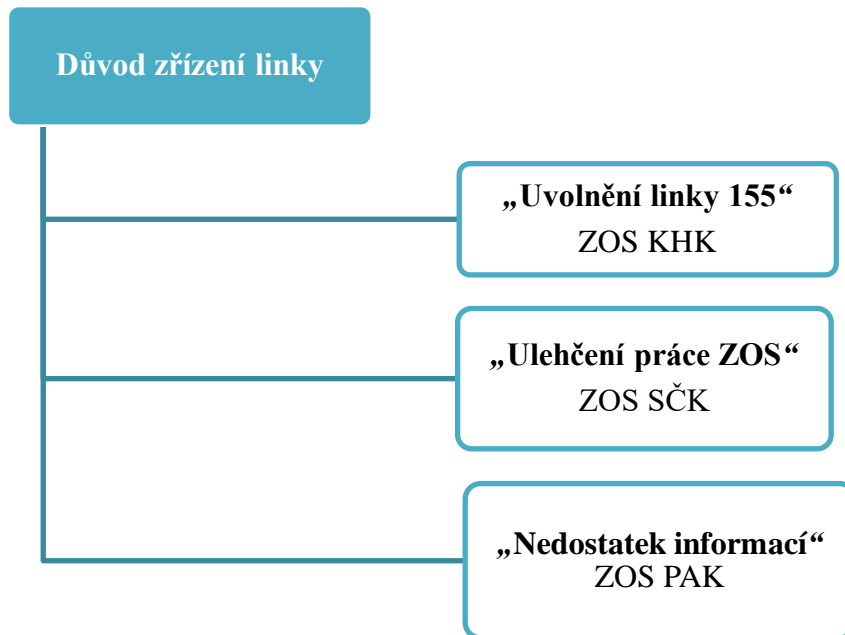 Důvod zřízení linky
„Uvolnění linky 155“
ZOS KHK
„Ulehčení práce ZOS“
ZOS SČK
„Nedostatek informací“
ZOS PAK